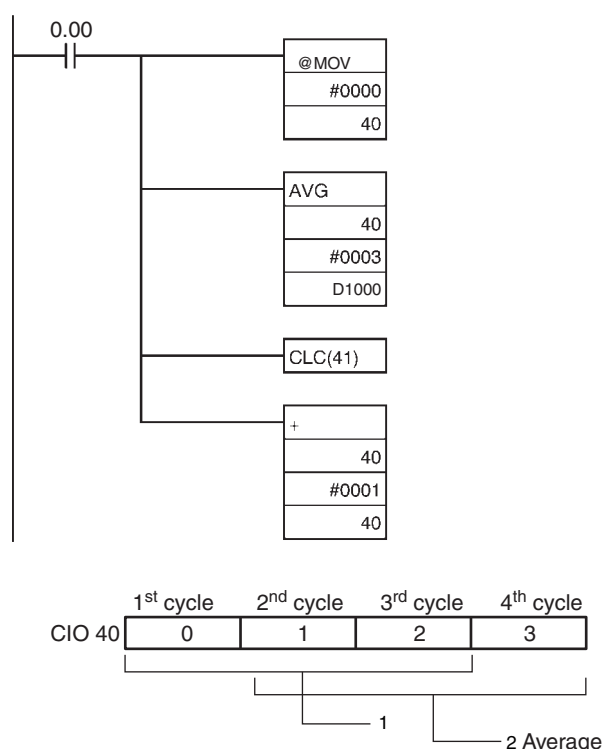 0.00
@MOV
#0000
40
AVG
40
#0003
D1000
CLC(41)
+
40
#0001
40
1st cycle 2nd cycle 3rd cycle 4th cycle
CIO 40 0 1 2 3
1
2 Average